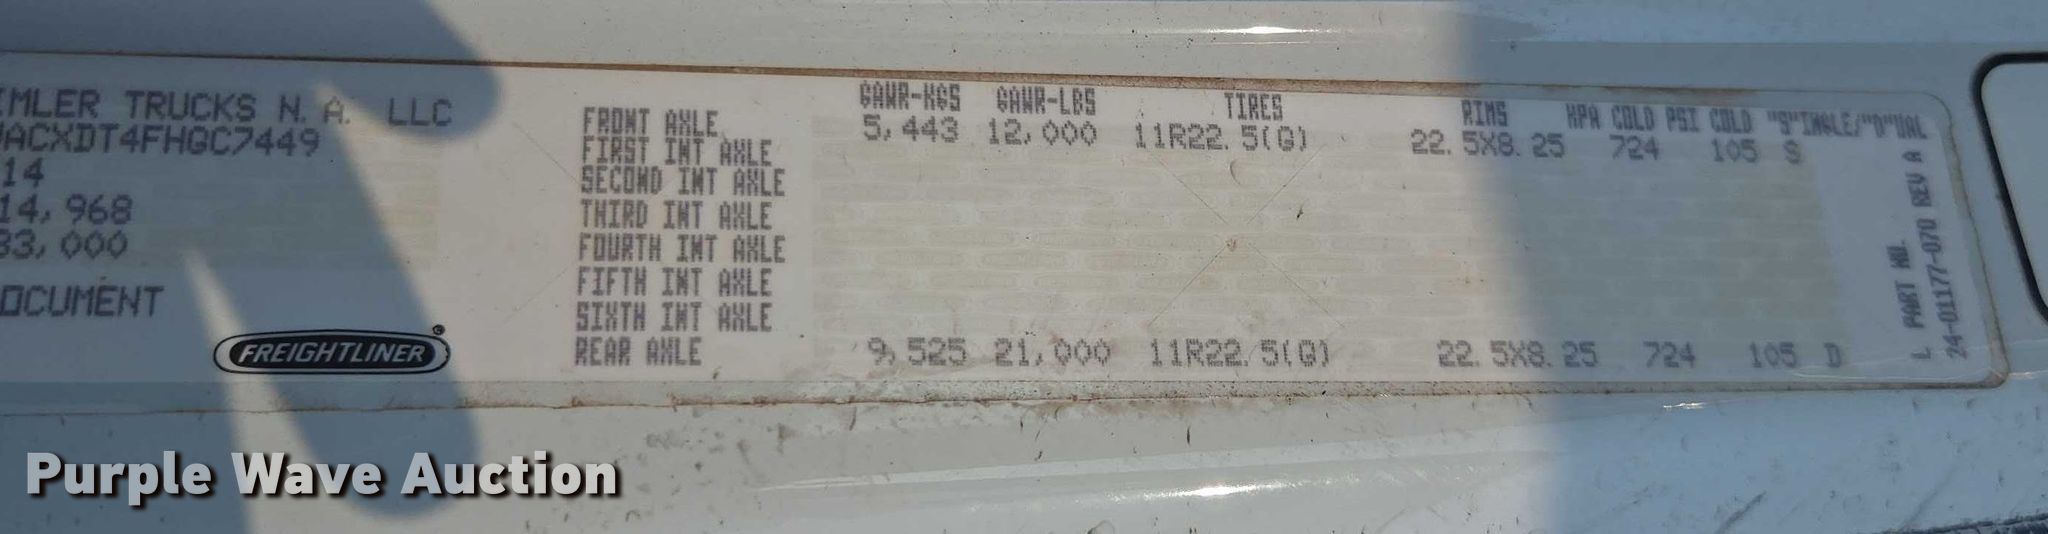 IMLER TRUCKS N. A. LLC
ACXDT4FHGC7449
14
14, 968
33, 000
OCUMENT
FREIGHTLINER®
GAWR-KGS GAWR-LBS TIRES RIMS KPA COLD PSI COLD "S"INGLE/"D"UAL
FRONT AXLE 5, 443 12, 000 11R22. 5(G) 22. 5X8. 25 724 105 S
FIRST INT AXLE
SECOND INT AXLE
THIRD INT AXLE
FOURTH INT AXLE
FIFTH INT AXLE
SIXTH INT AXLE
REAR AXLE 9, 525 21, 000 11R22. 5(G) 22. 5X8. 25 724 105 D
L PART NO.
24-01177-070 REV A
Purple Wave Auction